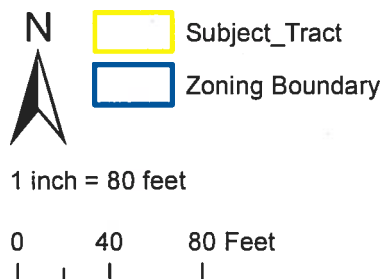 N
Subject_Tract
Zoning Boundary
1 inch = 80 feet
0 40 80 Feet